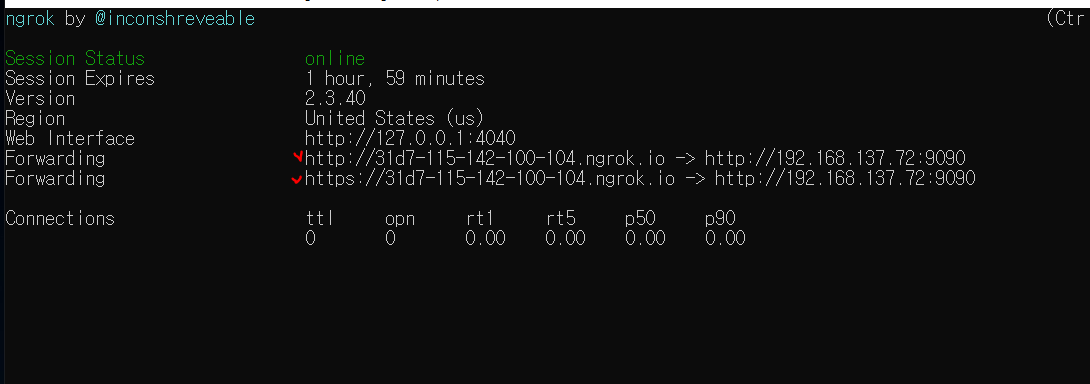 ngrok by @inconshreveable (Ctr
Session Status online
Session Expires 1 hour, 59 minutes
Version 2.3.40
Region United States (us)
Web Interface http://127.0.0.1:4040
Forwarding http://31d7-115-142-100-104.ngrok.io -> http://192.168.137.72:9090
Forwarding https://31d7-115-142-100-104.ngrok.io -> http://192.168.137.72:9090
Connections ttl opn rt1 rt5 p50 p90
0 0 0.00 0.00 0.00 0.00